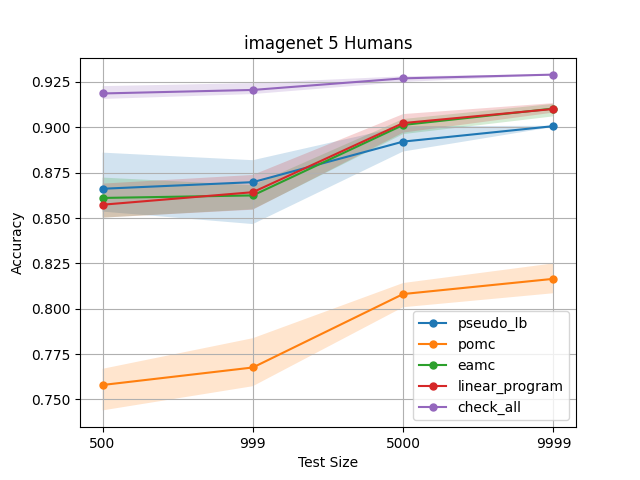 imagenet 5 Humans
0.925
0.900
0.875
0.850
0.825
0.800
0.775
0.750
Accuracy
500 999 5000 9999
Test Size
pseudo_lb
pomc
eamc
linear_program
check_all